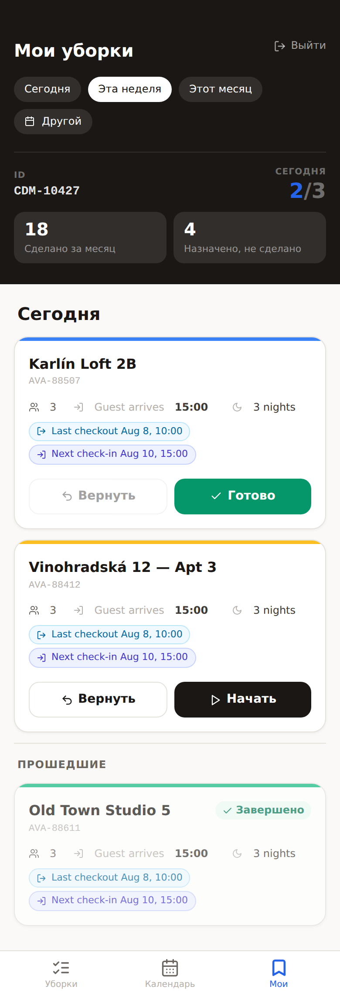 Мои уборки
Выйти
Сегодня
Эта неделя
Этот месяц
Другой
ID
СЕГОДНЯ
CDM-10427
2/3
18
4
Сделано за месяц
Назначено, не сделано
Сегодня
Karlín Loft 2B
AVA-88507
3 Guest arrives 15:00 3 nights
Last checkout Aug 8, 10:00
Next check-in Aug 10, 15:00
Вернуть
Готово
Vinohradská 12 — Apt 3
AVA-88412
3 Guest arrives 15:00 3 nights
Last checkout Aug 8, 10:00
Next check-in Aug 10, 15:00
Вернуть
Начать
ПРОШЕДШИЕ
Old Town Studio 5
Завершено
AVA-88611
3 Guest arrives 15:00 3 nights
Last checkout Aug 8, 10:00
Next check-in Aug 10, 15:00
Уборки
Календарь
Мои